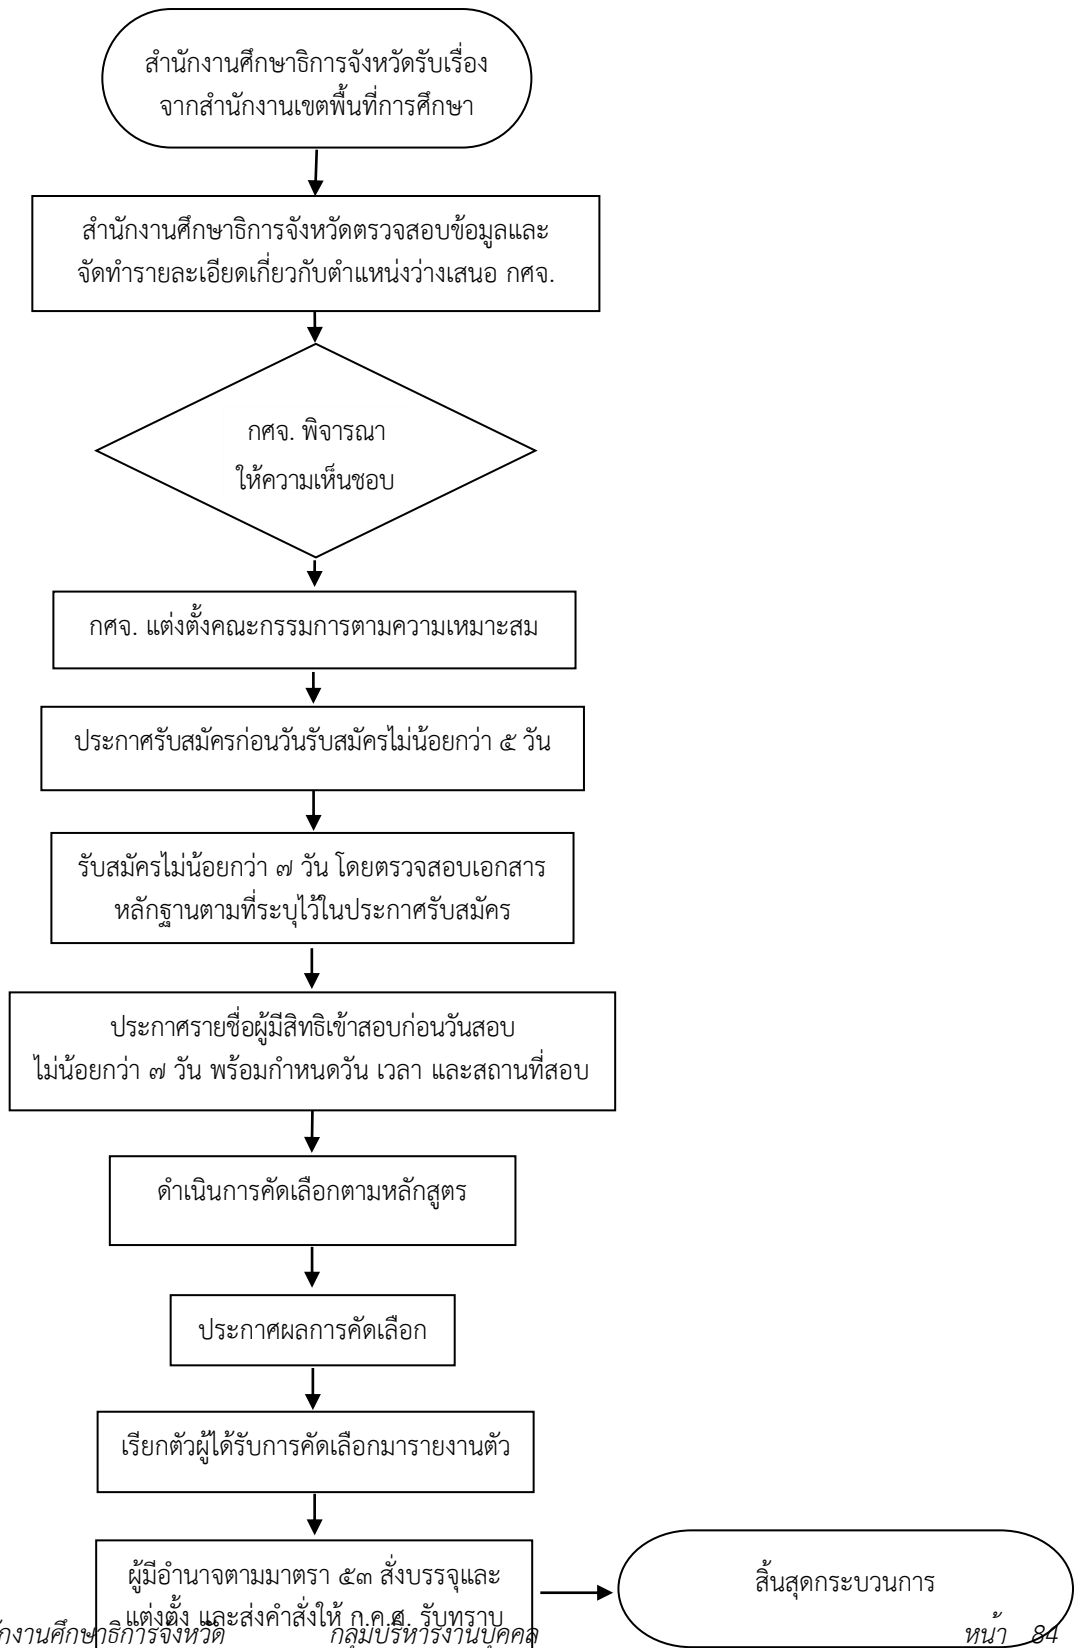 สำนักงานศึกษาธิการจังหวัดรับเรื่อง
จากสำนักงานเขตพื้นที่การศึกษา
สำนักงานศึกษาธิการจังหวัดตรวจสอบข้อมูลและ
จัดทำรายละเอียดเกี่ยวกับตำแหน่งว่างเสนอ กศจ.
กศจ. พิจารณา
ให้ความเห็นชอบ
กศจ. แต่งตั้งคณะกรรมการตามความเหมาะสม
ประกาศรับสมัครก่อนวันรับสมัครไม่น้อยกว่า ๕ วัน
รับสมัครไม่น้อยกว่า ๗ วัน โดยตรวจสอบเอกสาร
หลักฐานตามที่ระบุไว้ในประกาศรับสมัคร
ประกาศรายชื่อผู้มีสิทธิเข้าสอบก่อนวันสอบ
ไม่น้อยกว่า ๗ วัน พร้อมกำหนดวัน เวลา และสถานที่สอบ
ดำเนินการคัดเลือกตามหลักสูตร
ประกาศผลการคัดเลือก
เรียกตัวผู้ได้รับการคัดเลือกมารายงานตัว
ผู้มีอำนาจตามมาตรา ๕๓ สั่งบรรจุและ
แต่งตั้ง และส่งคำสั่งให้ ก.ค.ศ. รับทราบ
สิ้นสุดกระบวนการ
กงานศึกษาธิการจังหวัด กลุ่มบริหารงานบุคคล หน้า 84